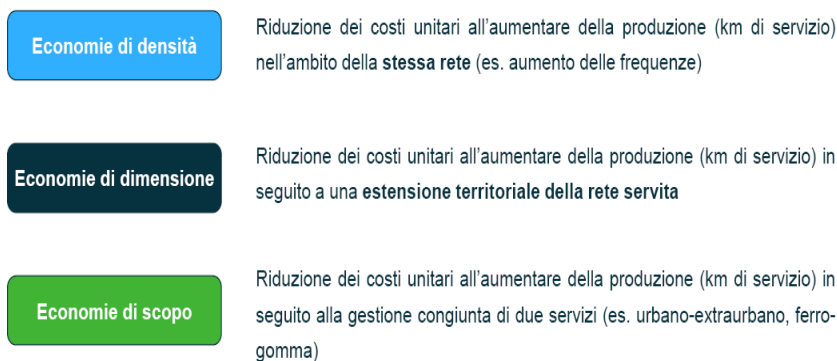 Economie di densità
Riduzione dei costi unitari all’aumentare della produzione (km di servizio)
nell’ambito della stessa rete (es. aumento delle frequenze)
Economie di dimensione
Riduzione dei costi unitari all’aumentare della produzione (km di servizio) in
seguito a una estensione territoriale della rete servita
Economie di scopo
Riduzione dei costi unitari all’aumentare della produzione (km di servizio) in
seguito alla gestione congiunta di due servizi (es. urbano-extraurbano, ferro-
gomma)